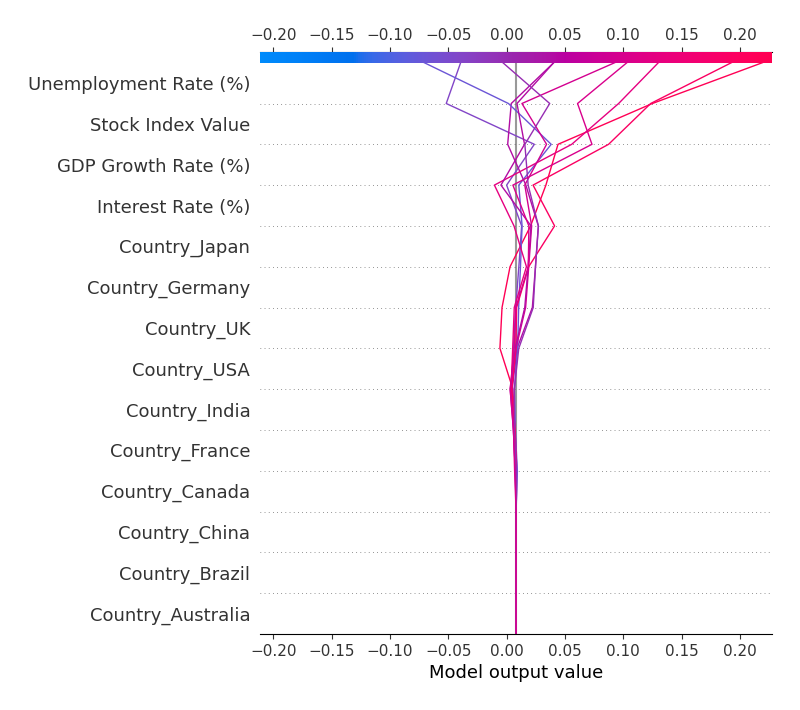 −0.20 −0.15 −0.10 −0.05 0.00 0.05 0.10 0.15 0.20
Unemployment Rate (%)
Stock Index Value
GDP Growth Rate (%)
Interest Rate (%)
Country_Japan
Country_Germany
Country_UK
Country_USA
Country_India
Country_France
Country_Canada
Country_China
Country_Brazil
Country_Australia
−0.20 −0.15 −0.10 −0.05 0.00 0.05 0.10 0.15 0.20
Model output value